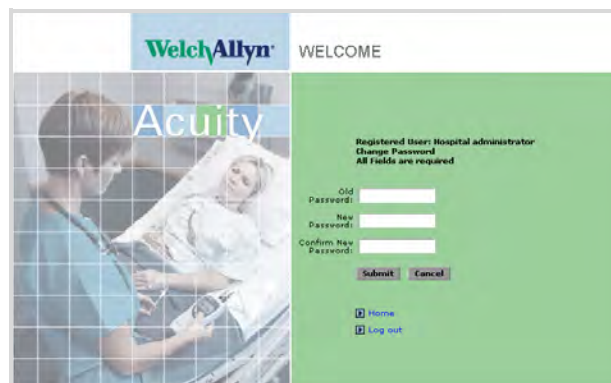 WelchAllyn
WELCOME
Acuity
Registered User: Hospital administrator
Change Password
All Fields are required
Old
Password:
New
Password:
Confirm New
Password:
Submit Cancel
Home
Log out